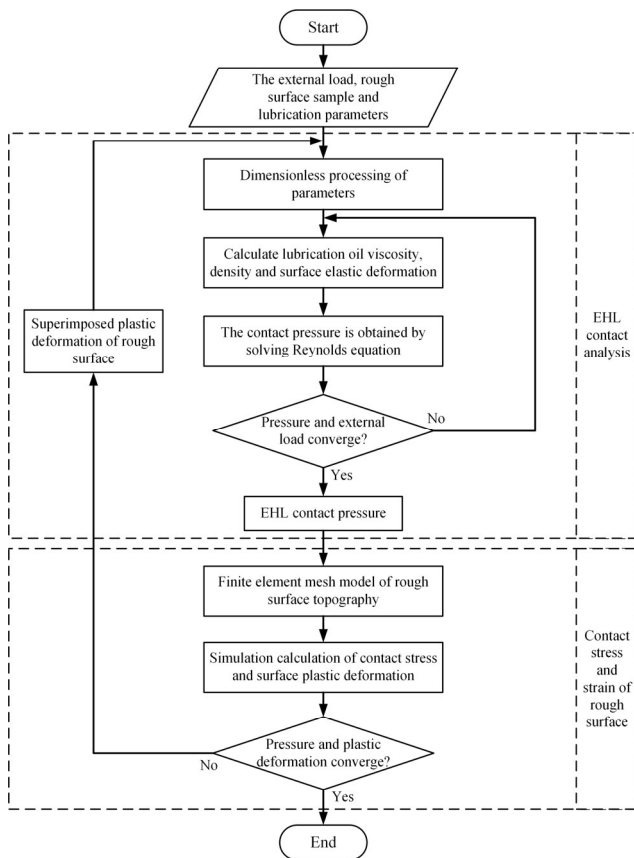 Start
The external load, rough
surface sample and
lubrication parameters
Dimensionless processing of
parameters
Calculate lubrication oil viscosity,
density and surface elastic deformation
Superimposed plastic
deformation of rough
surface
The contact pressure is obtained by
solving Reynolds equation
EHL
contact
analysis
Pressure and external
load converge?
No
Yes
EHL contact pressure
Finite element mesh model of rough
surface topography
Simulation calculation of contact stress
and surface plastic deformation
Contact
stress
and
strain of
rough
surface
Pressure and plastic
deformation converge?
No
Yes
End